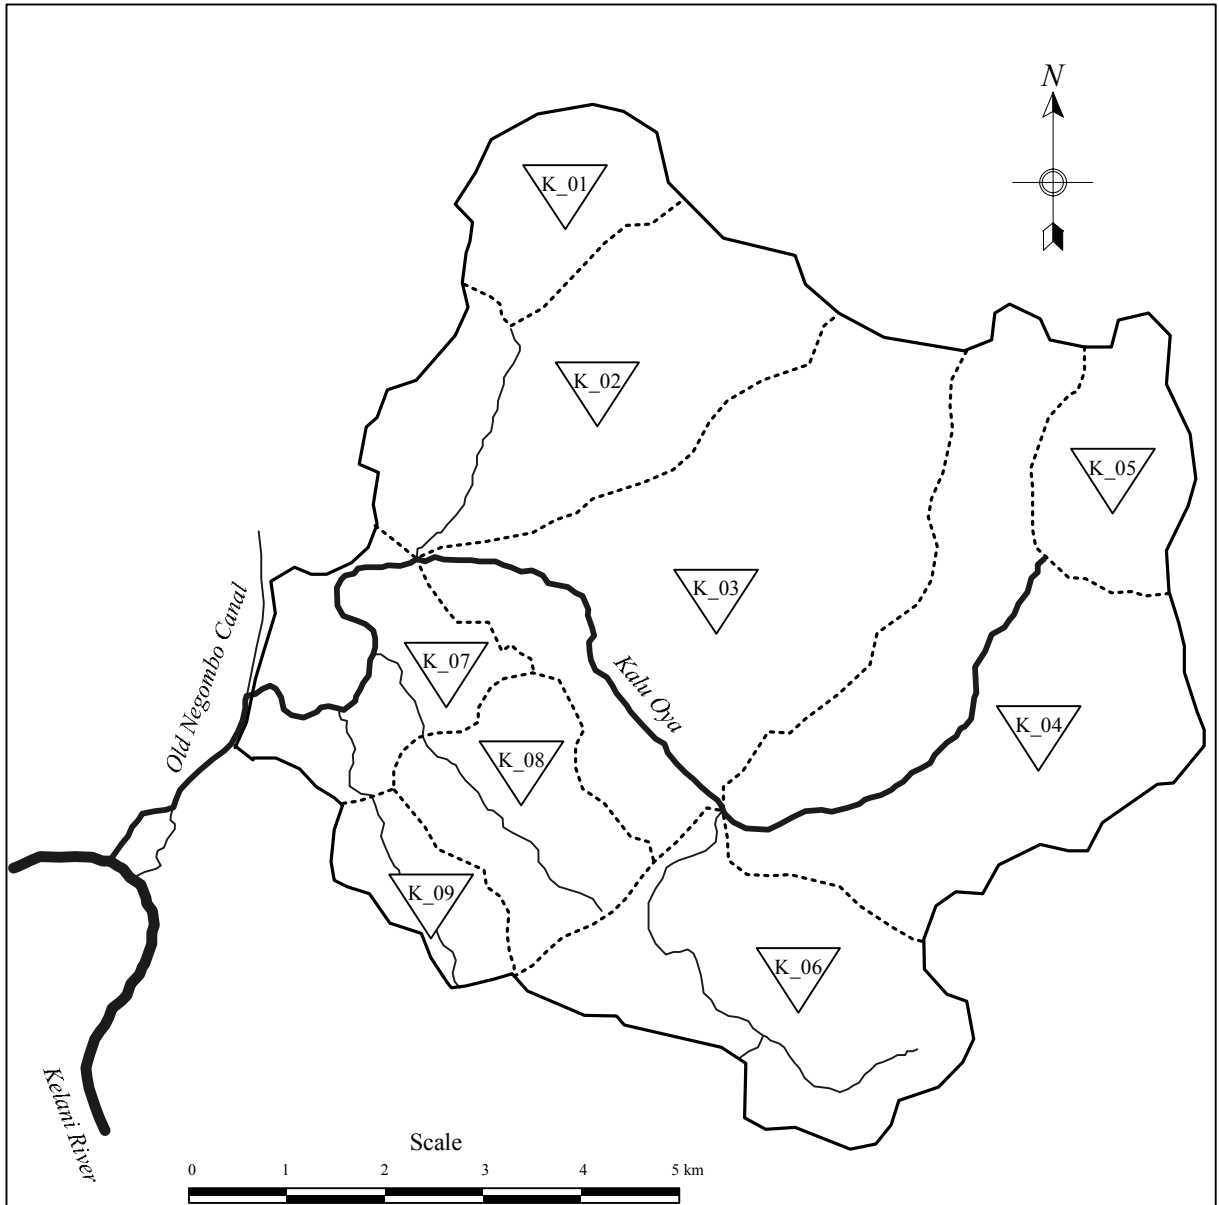 N
K_01
K_02
K_05
K_03
Old Negombo Canal
K_07
Kalu Oya
K_04
K_08
K_09
K_06
Kelani River
Scale
0 1 2 3 4 5 km